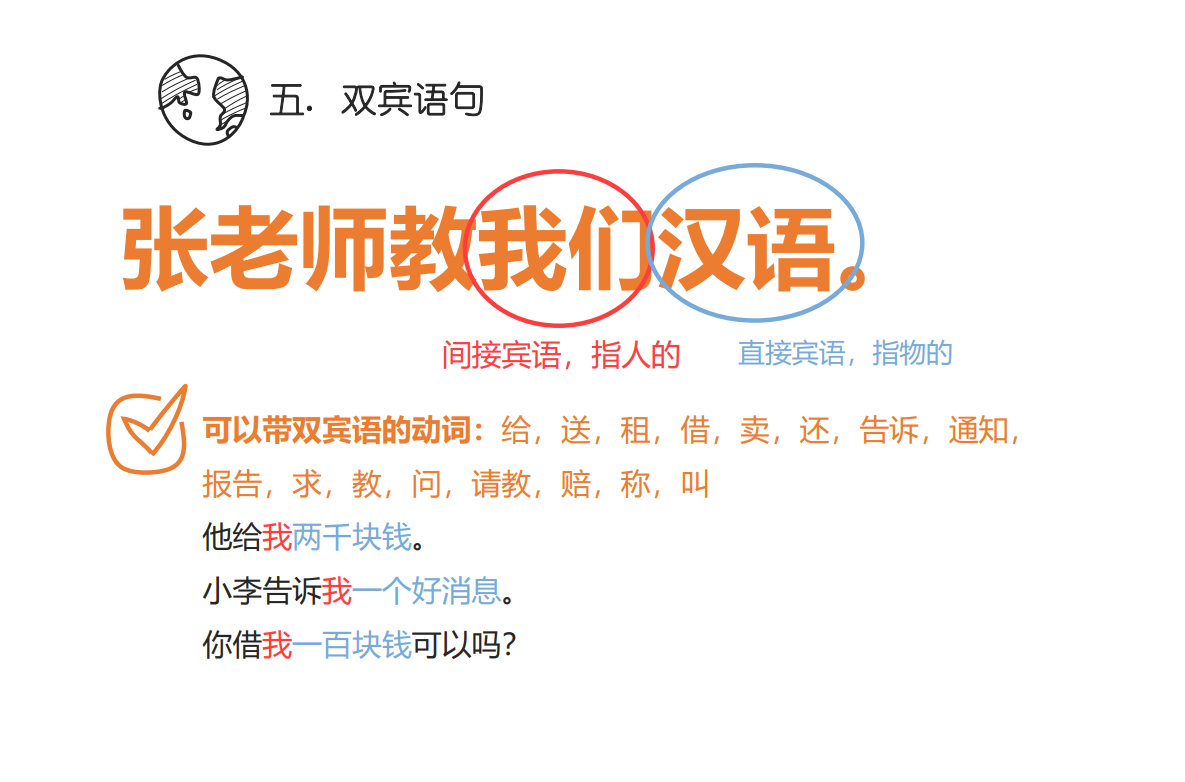 五． 双宾语句
张老师教我们汉语。
间接宾语，指人的 直接宾语，指物的
可以带双宾语的动词：给，送，租，借，卖，还，告诉，通知，
报告，求，教，问，请教，赔，称，叫
他给我两千块钱。
小李告诉我一个好消息。
你借我一百块钱可以吗？